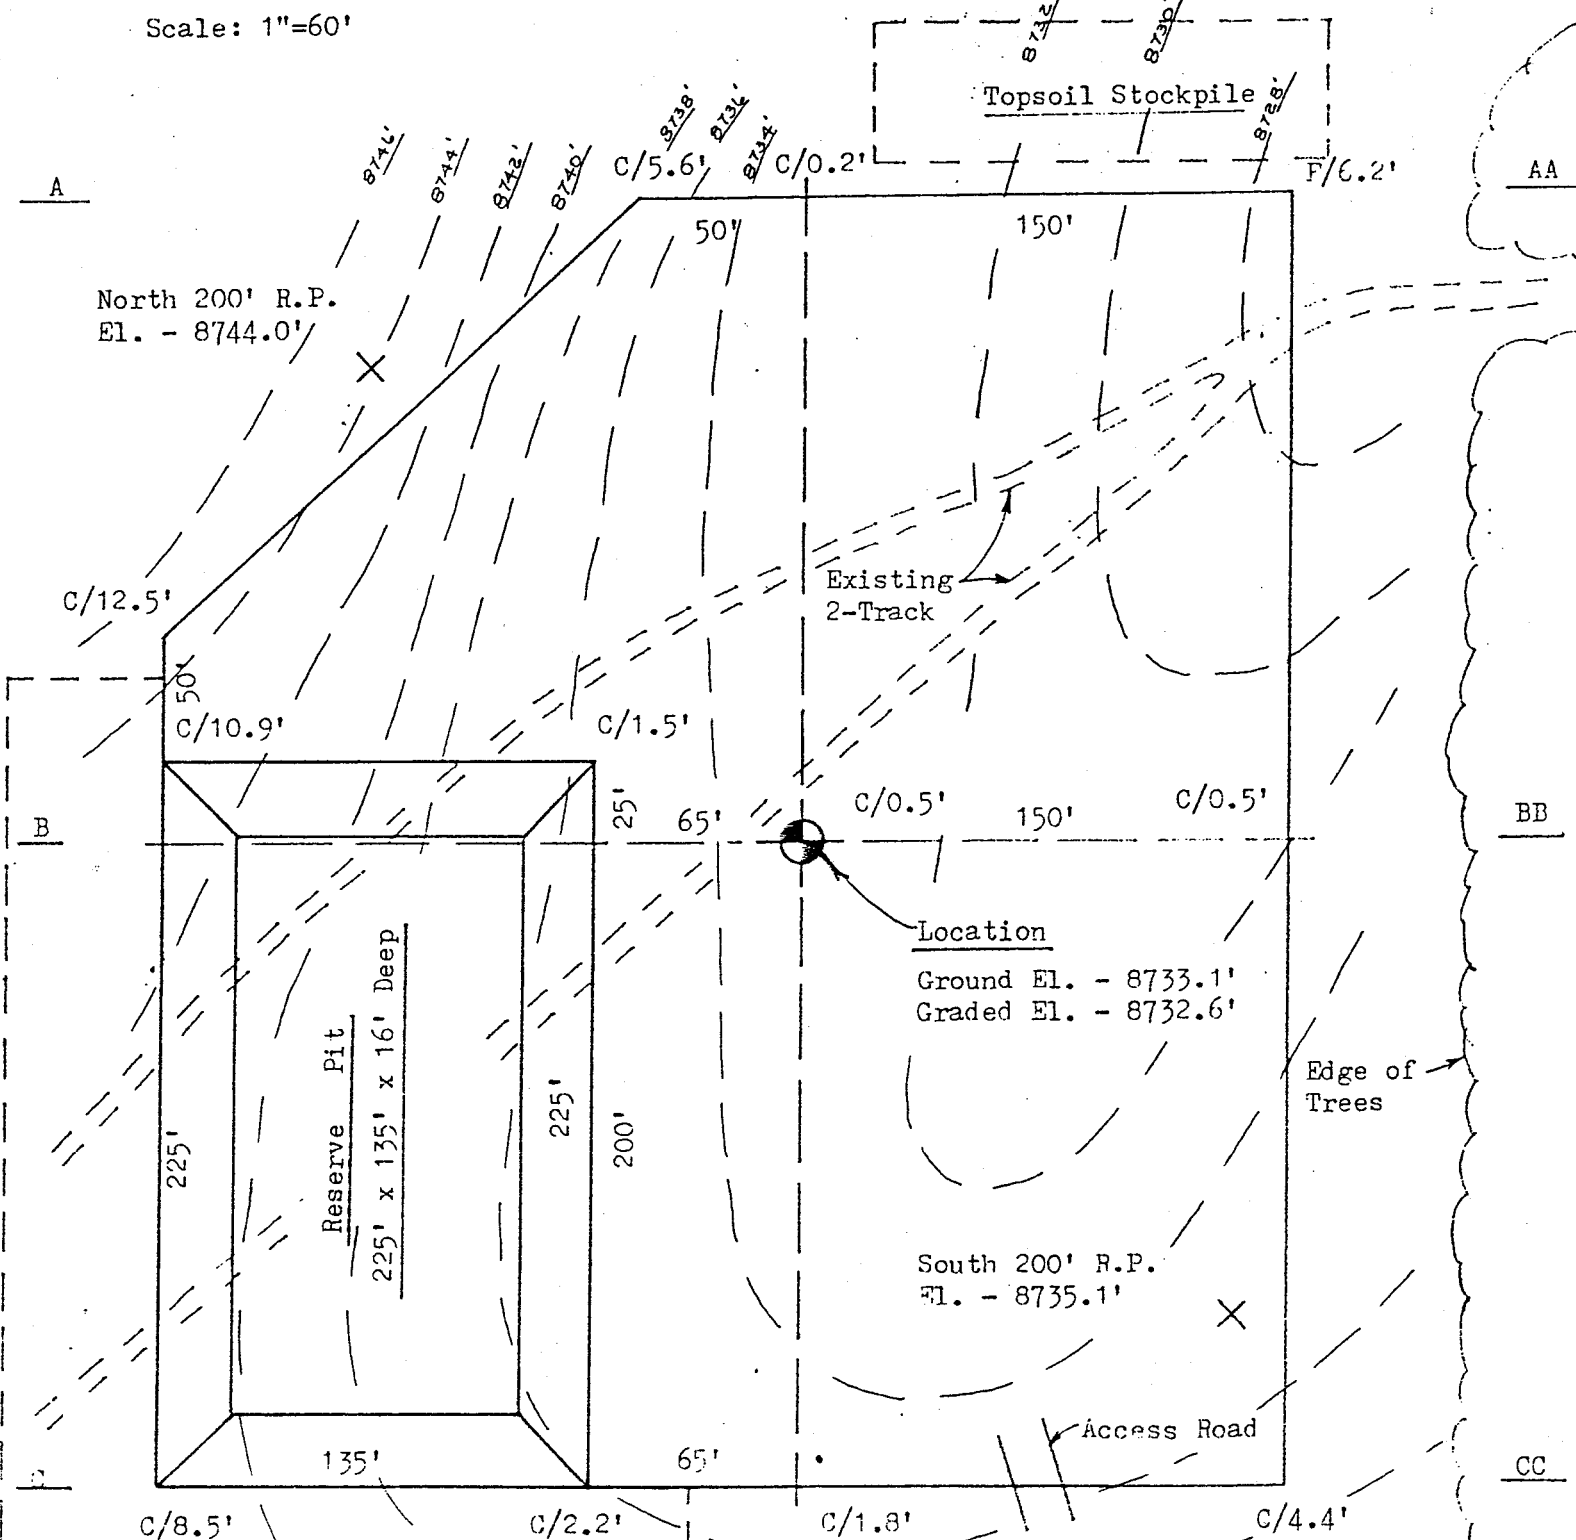 Scale: 1"=60'
8732
8730
Topsoil Stockpile
8728'
8746'
8744'
8742'
8740'
8738'
8736'
8734'
C/5.6'
C/0.2'
F/6.2'
A
AA
50'
150'
North 200' R.P.
El. - 8744.0'
Existing
2-Track
C/12.5'
50'
C/10.9'
C/1.5'
25'
65'
C/0.5'
150'
C/0.5'
B
BB
Location
Ground El. - 8733.1'
Graded El. - 8732.6'
Reserve Pit
225' x 135' x 16' Deep
225'
225'
200'
Edge of
Trees
South 200' R.P.
El. - 8735.1'
Access Road
135'
65'
C
CC
C/8.5'
C/2.2'
C/1.8'
C/4.4'